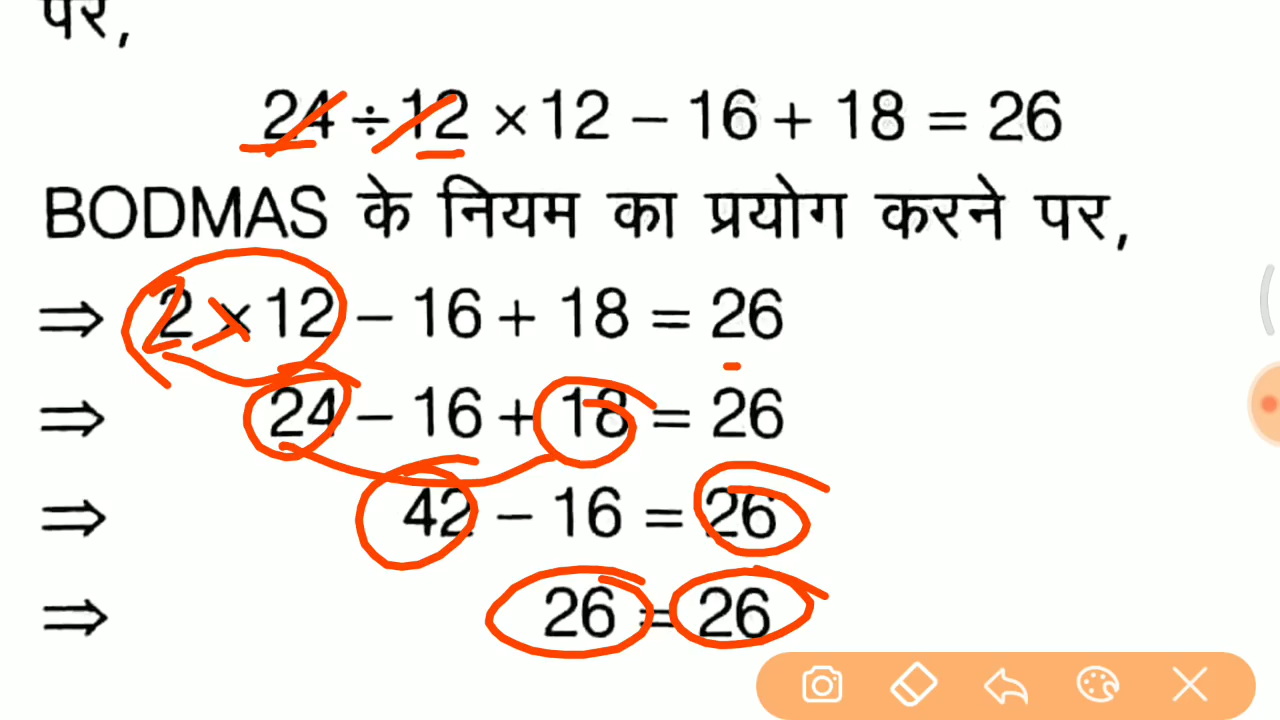 पर,
24 ÷ 12 × 12 − 16 + 18 = 26
BODMAS के नियम का प्रयोग करने पर,
⇒ 2 × 12 − 16 + 18 = 26
⇒ 24 − 16 + 18 = 26
⇒ 42 − 16 = 26
⇒ 26 = 26